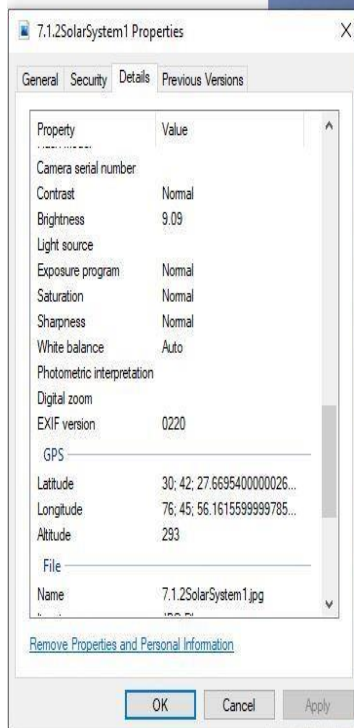 7.1.2SolarSystem1 Properties X
General Security Details Previous Versions
Property Value
Camera serial number
Contrast Normal
Brightness 9.09
Light source
Exposure program Normal
Saturation Normal
Sharpness Normal
White balance Auto
Photometric interpretation
Digital zoom
EXIF version 0220
GPS
Latitude 30; 42; 27.6695400000026...
Longitude 76; 45; 56.1615599999785...
Altitude 293
File
Name 7.1.2SolarSystem1.jpg
Remove Properties and Personal Information
OK Cancel Apply